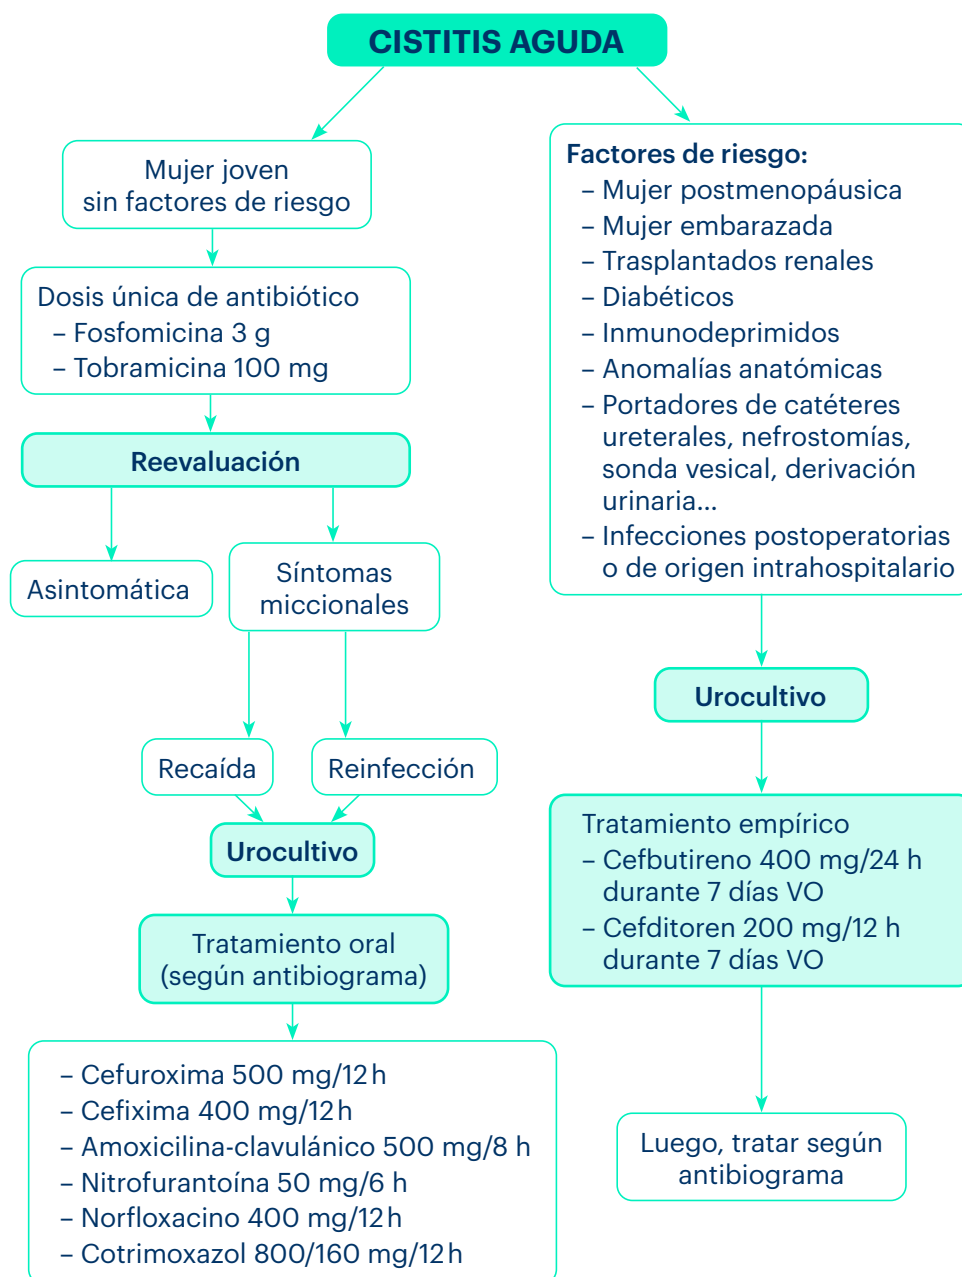 CISTITIS AGUDA
Mujer joven
sin factores de riesgo
Dosis única de antibiótico
– Fosfomicina 3 g
– Tobramicina 100 mg
Reevaluación
Asintomática
Síntomas
miccionales
Recaída
Reinfección
Urocultivo
Tratamiento oral
(según antibiograma)
– Cefuroxima 500 mg/12 h
– Cefixima 400 mg/12 h
– Amoxicilina-clavulánico 500 mg/8 h
– Nitrofurantoína 50 mg/6 h
– Norfloxacino 400 mg/12 h
– Cotrimoxazol 800/160 mg/12 h
Factores de riesgo:
– Mujer postmenopáusica
– Mujer embarazada
– Trasplantados renales
– Diabéticos
– Inmunodeprimidos
– Anomalías anatómicas
– Portadores de catéteres
ureterales, nefrostomías,
sonda vesical, derivación
urinaria...
– Infecciones postoperatorias
o de origen intrahospitalario
Urocultivo
Tratamiento empírico
– Cefbutireno 400 mg/24 h
durante 7 días VO
– Cefditoren 200 mg/12 h
durante 7 días VO
Luego, tratar según
antibiograma